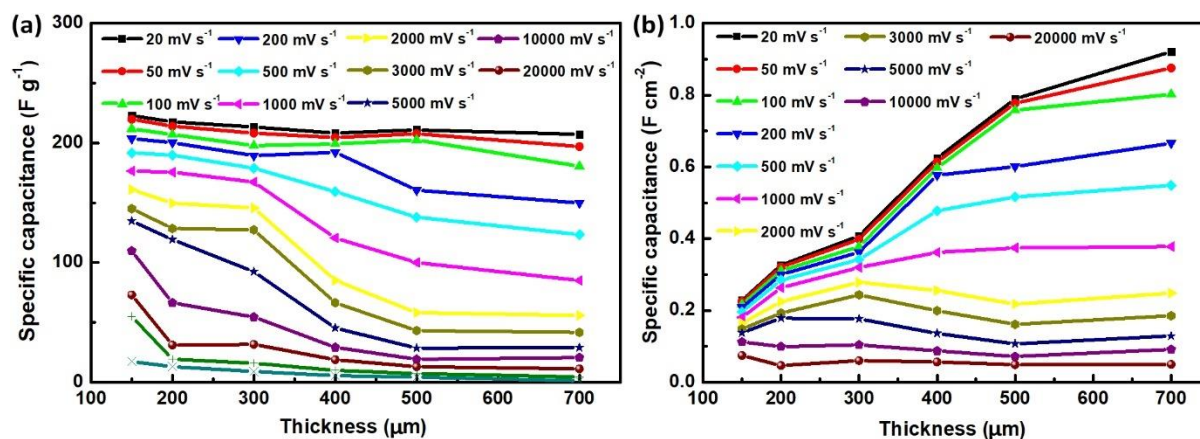 (a)
300
200
100
0
Specific capacitance (F g⁻¹)
20 mV s⁻¹ 200 mV s⁻¹ 2000 mV s⁻¹ 10000 mV s⁻¹
50 mV s⁻¹ 500 mV s⁻¹ 3000 mV s⁻¹ 20000 mV s⁻¹
100 mV s⁻¹ 1000 mV s⁻¹ 5000 mV s⁻¹
100 200 300 400 500 600 700
Thickness (μm)
(b)
1.0
0.8
0.6
0.4
0.2
0.0
Specific capacitance (F cm⁻²)
20 mV s⁻¹ 3000 mV s⁻¹ 20000 mV s⁻¹
50 mV s⁻¹ 5000 mV s⁻¹
100 mV s⁻¹ 10000 mV s⁻¹
200 mV s⁻¹
500 mV s⁻¹
1000 mV s⁻¹
2000 mV s⁻¹
100 200 300 400 500 600 700
Thickness (μm)